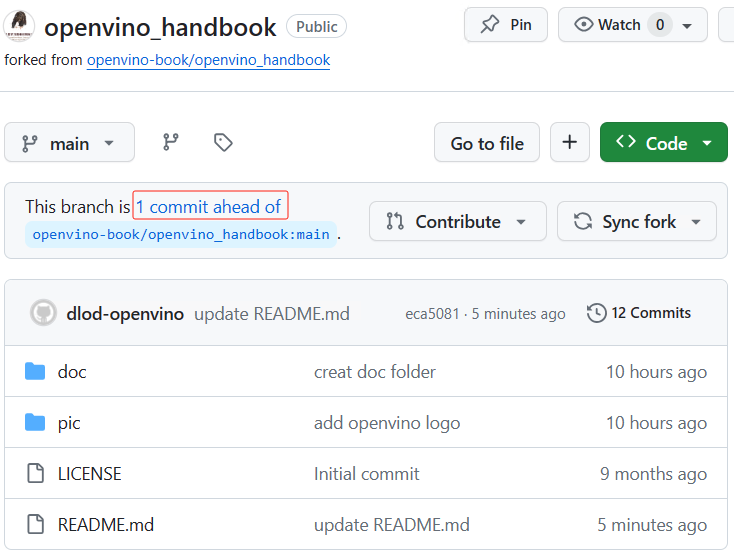 openvino_handbook Public Pin Watch 0
forked from openvino-book/openvino_handbook
main Go to file + Code
This branch is 1 commit ahead of
openvino-book/openvino_handbook:main . Contribute Sync fork
dlod-openvino update README.md eca5081 · 5 minutes ago 12 Commits
doc creat doc folder 10 hours ago
pic add openvino logo 10 hours ago
LICENSE Initial commit 9 months ago
README.md update README.md 5 minutes ago